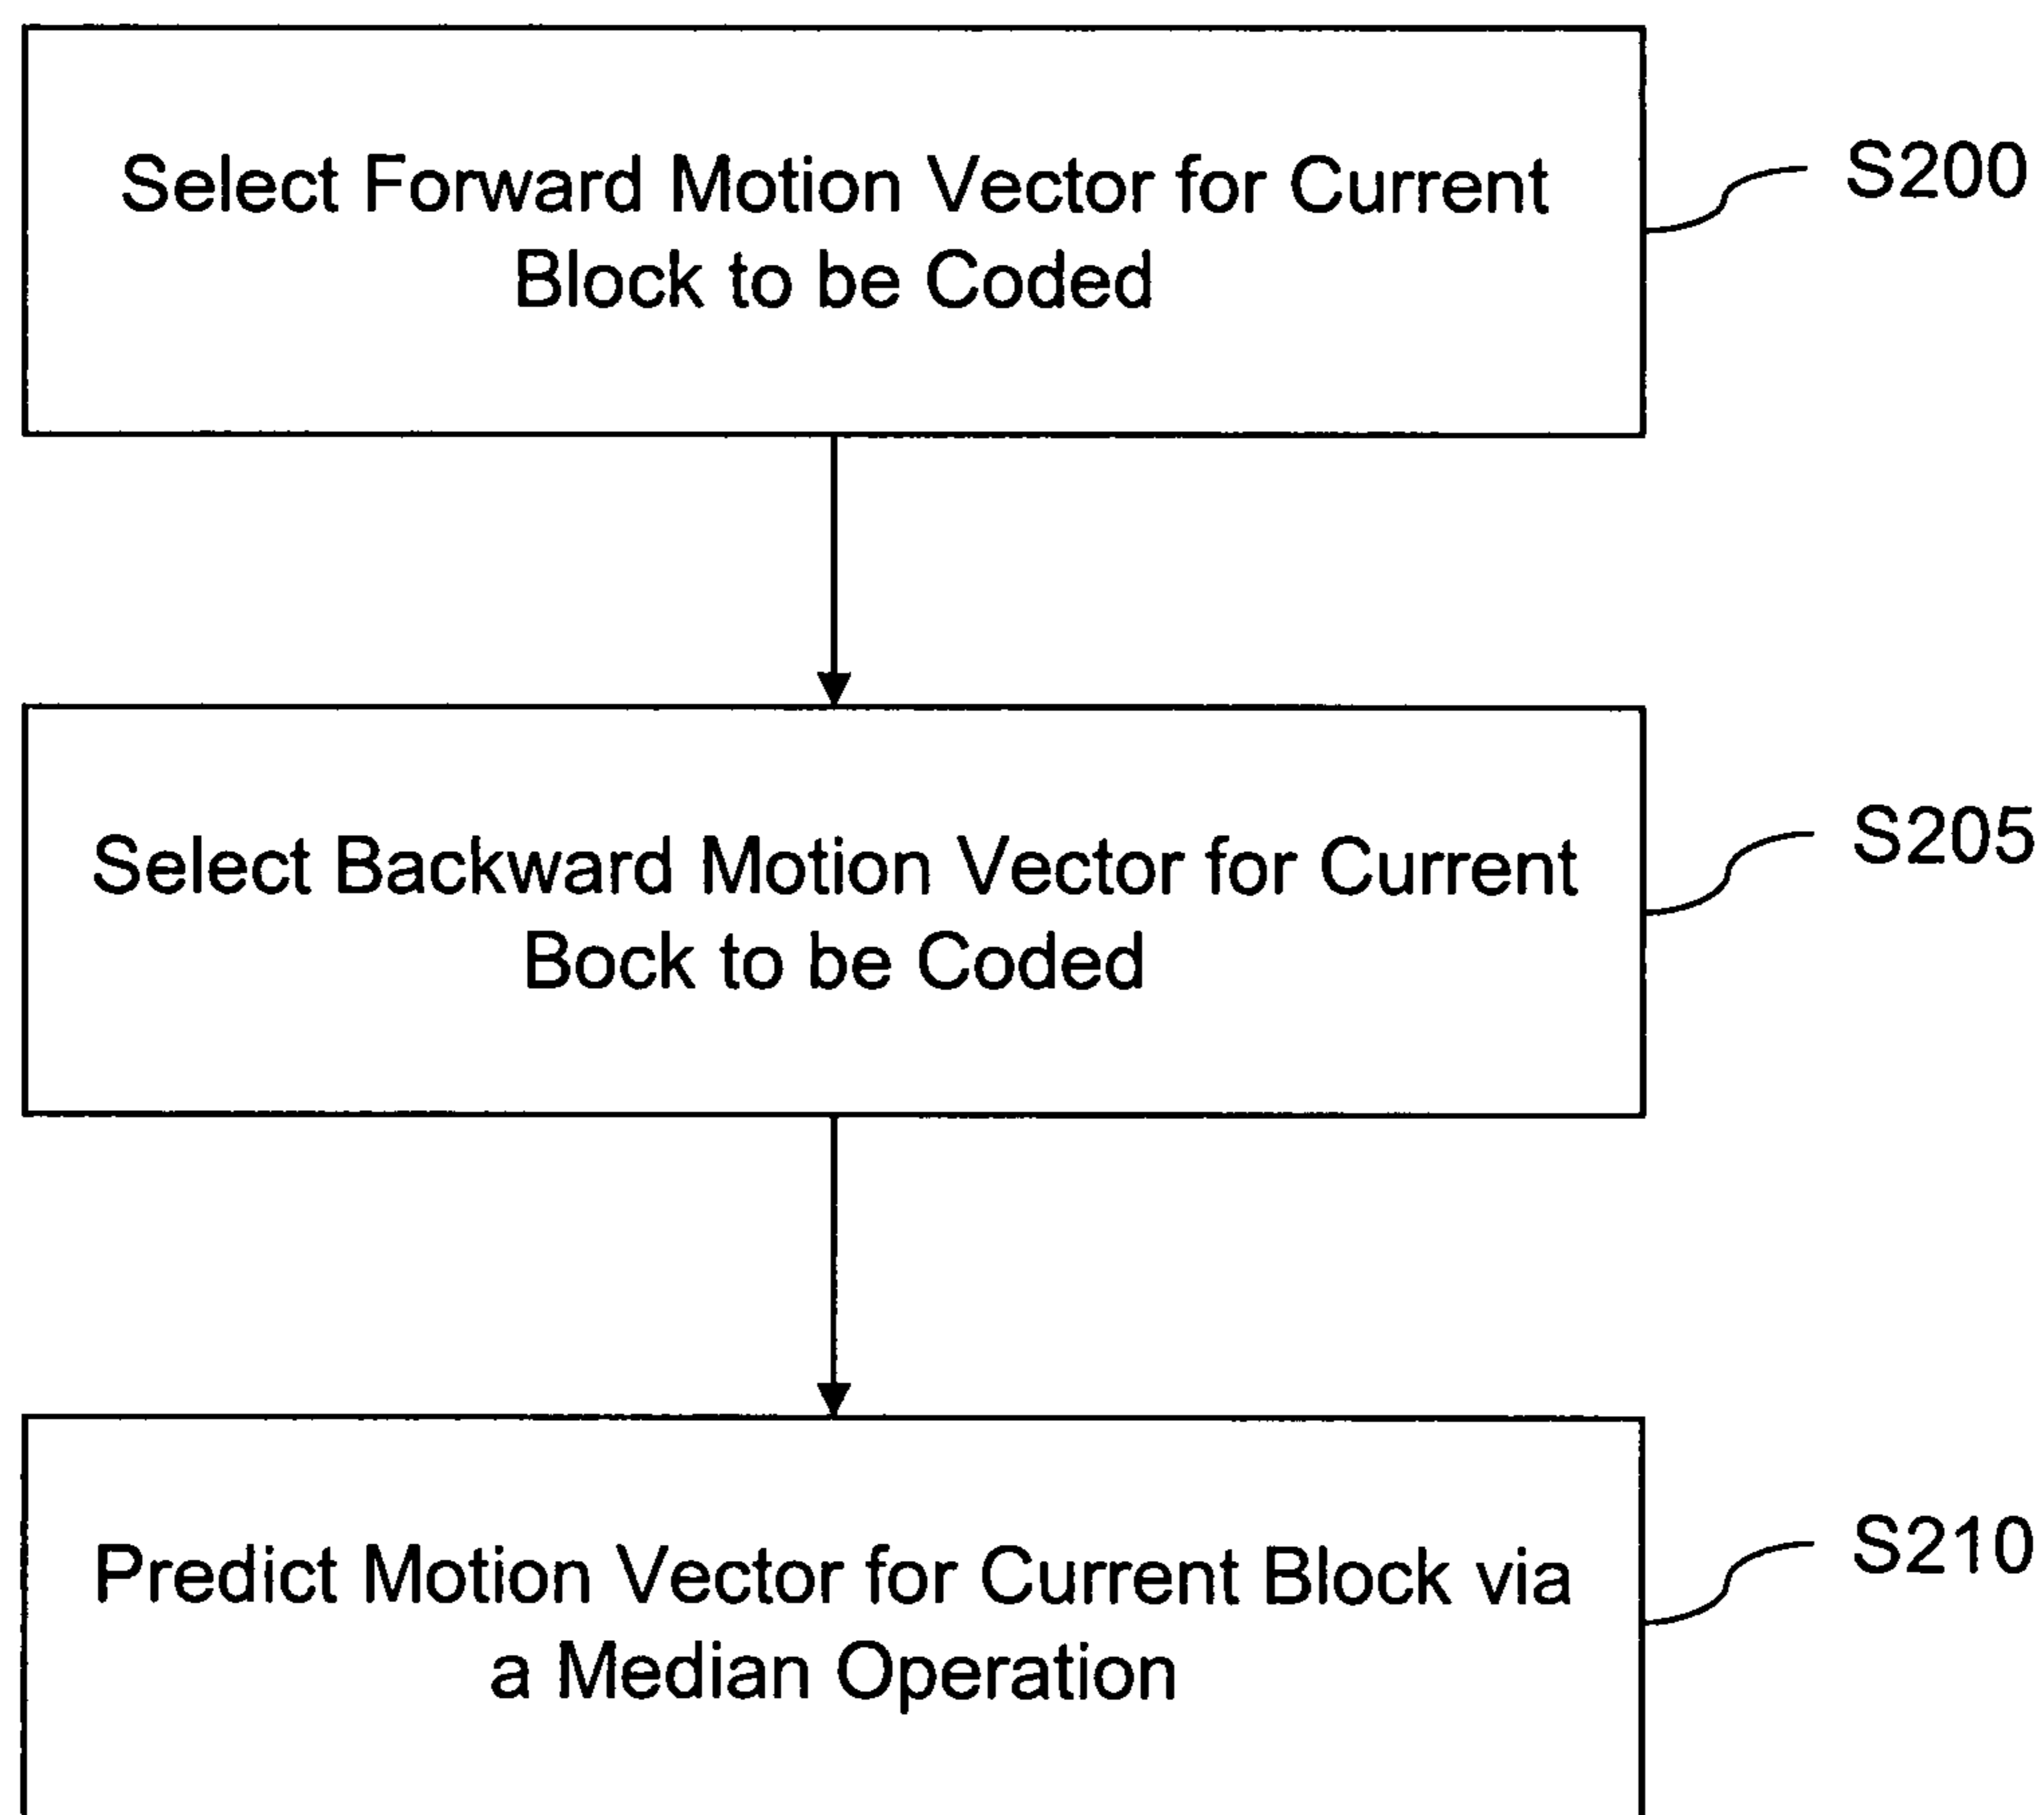 Select Forward Motion Vector for Current
Block to be Coded
S200
Select Backward Motion Vector for Current
Bock to be Coded
S205
Predict Motion Vector for Current Block via
a Median Operation
S210